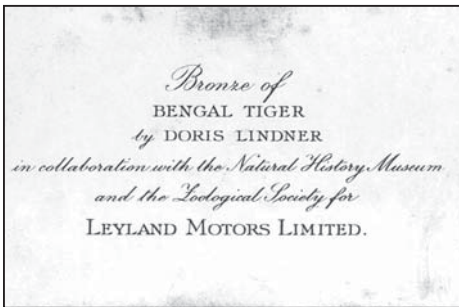 Bronze of
BENGAL TIGER
by DORIS LINDNER
in collaboration with the Natural History Museum
and the Zoological Society for
LEYLAND MOTORS LIMITED.